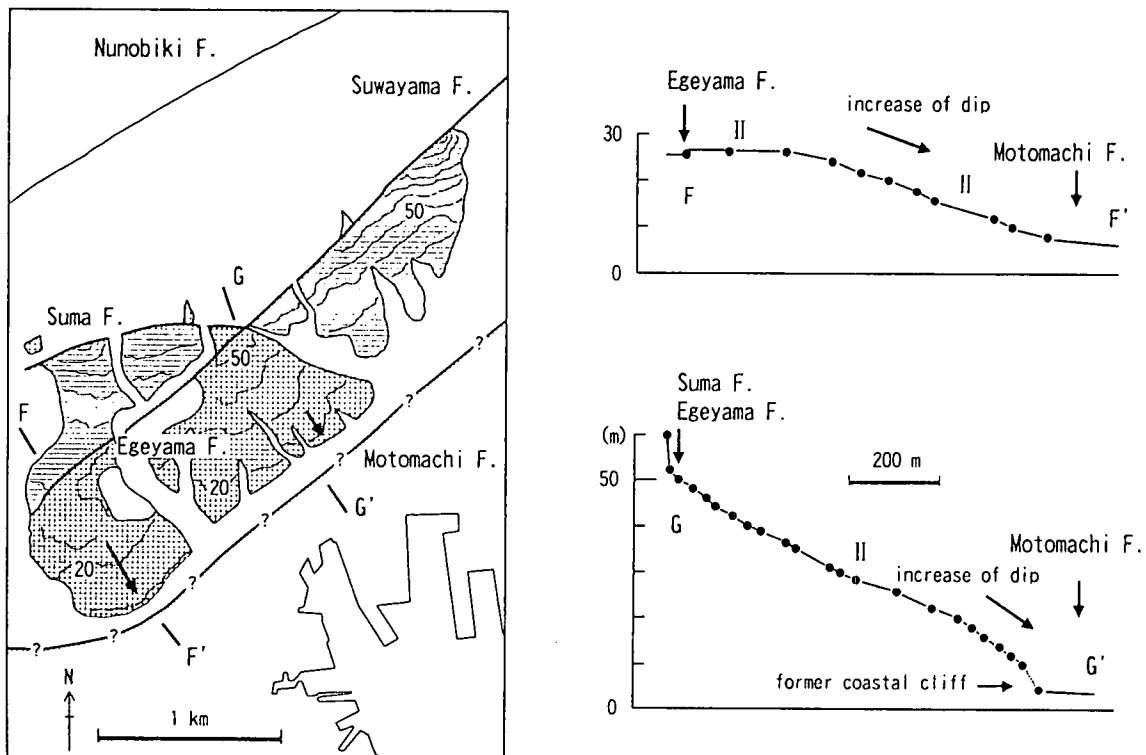 Nunobiki F.
Suwayama F.
50
G
Suma F.
50
F
Egeyama F.
?
?
?
?
?
?
?
?
20
Motomachi F.
G'
20
F'
N
1 km
Egeyama F.
increase of dip
II
30
Motomachi F.
II
F
F'
0
Suma F.
Egeyama F.
(m)
200 m
50
G
Motomachi F.
II
increase of dip
G'
former coastal cliff
0